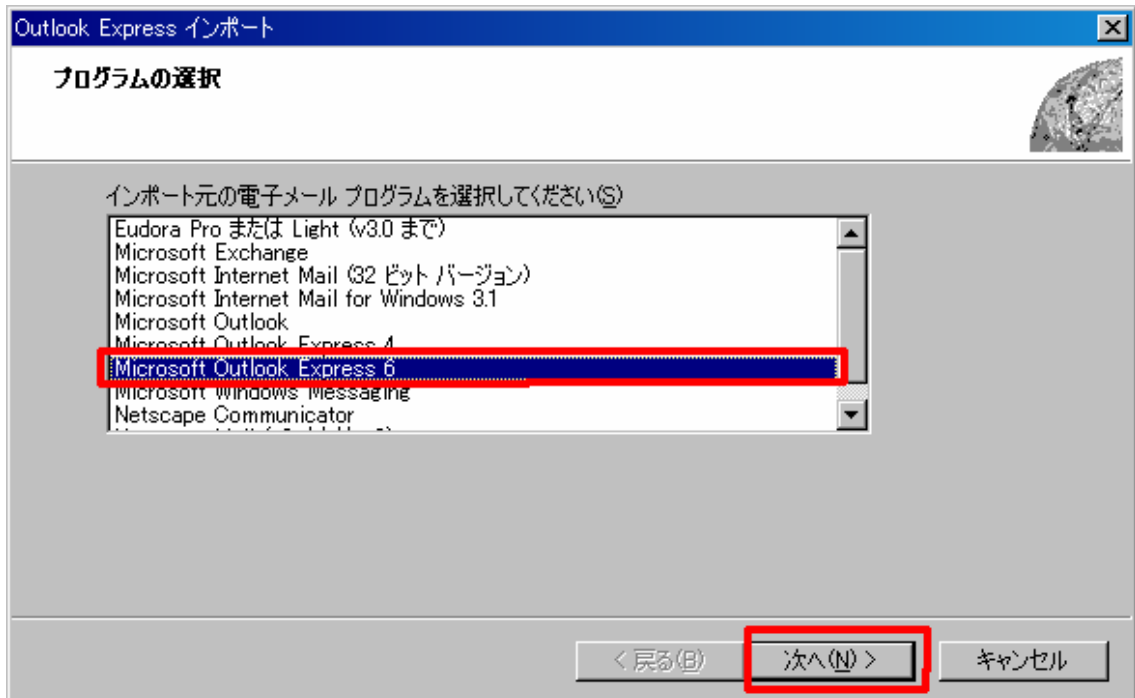 Outlook Express インポート
プログラムの選択
インポート元の電子メール プログラムを選択してください(S)
Eudora Pro または Light (v3.0 まで)
Microsoft Exchange
Microsoft Internet Mail (32 ビット バージョン)
Microsoft Internet Mail for Windows 3.1
Microsoft Outlook
Microsoft Outlook Express 4
Microsoft Outlook Express 6
Microsoft Windows Messaging
Netscape Communicator
< 戻る(B) 次へ(N) > キャンセル